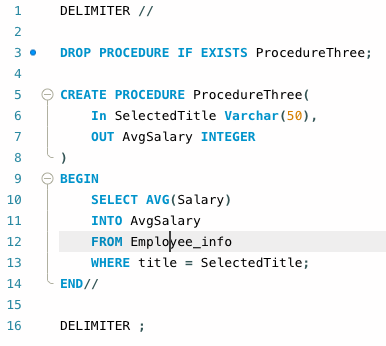 1 DELIMITER //
2
3 DROP PROCEDURE IF EXISTS ProcedureThree;
4
5 CREATE PROCEDURE ProcedureThree(
6 In SelectedTitle Varchar(50),
7 OUT AvgSalary INTEGER
8 )
9 BEGIN
10 SELECT AVG(Salary)
11 INTO AvgSalary
12 FROM Employee_info
13 WHERE title = SelectedTitle;
14 END//
15
16 DELIMITER ;